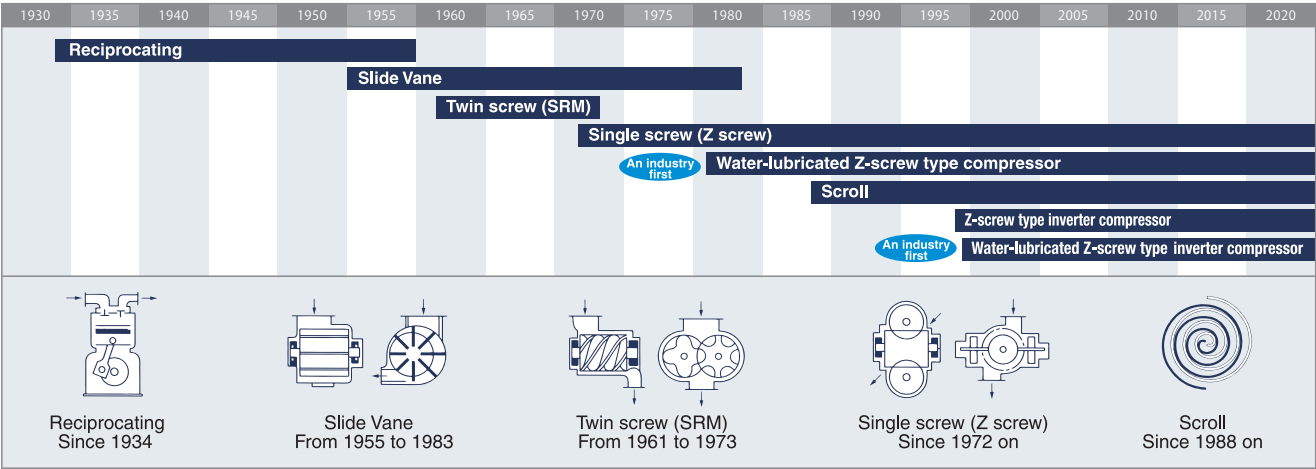 1930 1935 1940 1945 1950 1955 1960 1965 1970 1975 1980 1985 1990 1995 2000 2005 2010 2015 2020
Reciprocating
Slide Vane
Twin screw (SRM)
Single screw (Z screw)
An industry
first
Water-lubricated Z-screw type compressor
Scroll
Z-screw type inverter compressor
An industry
first
Water-lubricated Z-screw type inverter compressor
Reciprocating
Since 1934
Slide Vane
From 1955 to 1983
Twin screw (SRM)
From 1961 to 1973
Single screw (Z screw)
Since 1972 on
Scroll
Since 1988 on